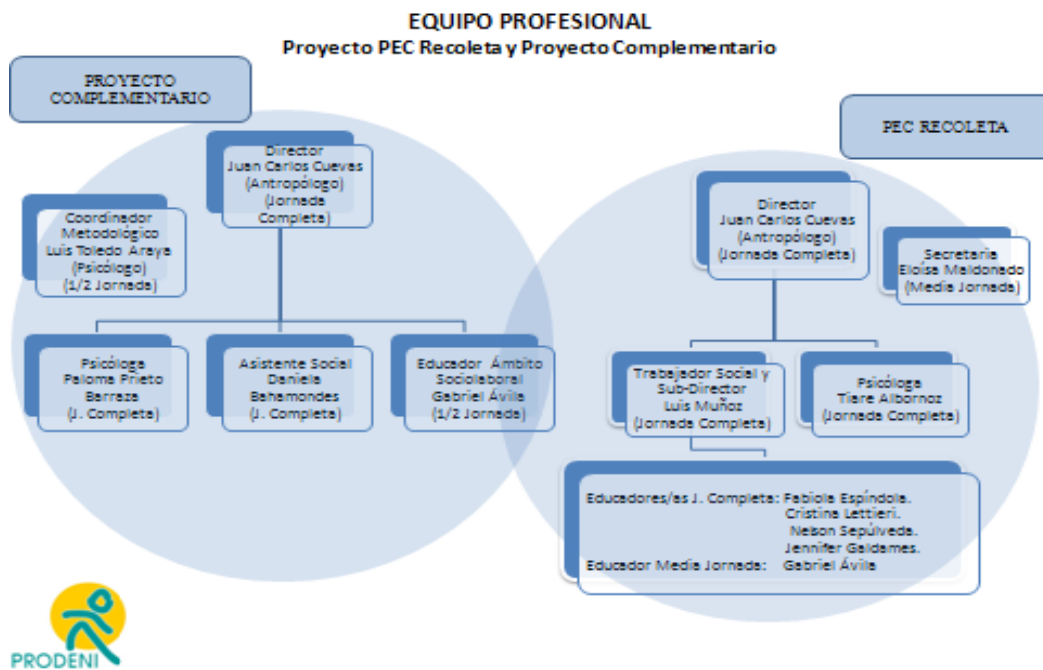 EQUIPO PROFESIONAL
Proyecto PEC Recoleta y Proyecto Complementario
PROYECTO
COMPLEMENTARIO
Director
Juan Carlos Cuevas
(Antropólogo)
(Jornada
Completa)
Coordinador
Metodológico
Luis Toledo Araya
(Psicólogo)
(1/2 Jornada)
Psicóloga
Paloma Prieto
Barraza
(J. Completa)
Asistente Social
Daniela
Bahamondes
(J. Completa)
Educador Ámbito
Sociolaboral
Gabriel Ávila
(1/2 Jornada)
PEC RECOLETA
Director
Juan Carlos Cuevas
(Antropólogo)
(Jornada Completa)
Secretaria
Eloísa Maldonado
(Media Jornada)
Trabajador Social y
Sub-Director
Luis Muñoz
(Jornada Completa)
Psicóloga
Tiare Albornoz
(Jornada Completa)
Educadores/as J. Completa: Fabiola Espíndola.
Cristina Lettieri.
Nelson Sepúlveda.
Jennifer Galdames.
Educador Media Jornada: Gabriel Ávila
PRODENI